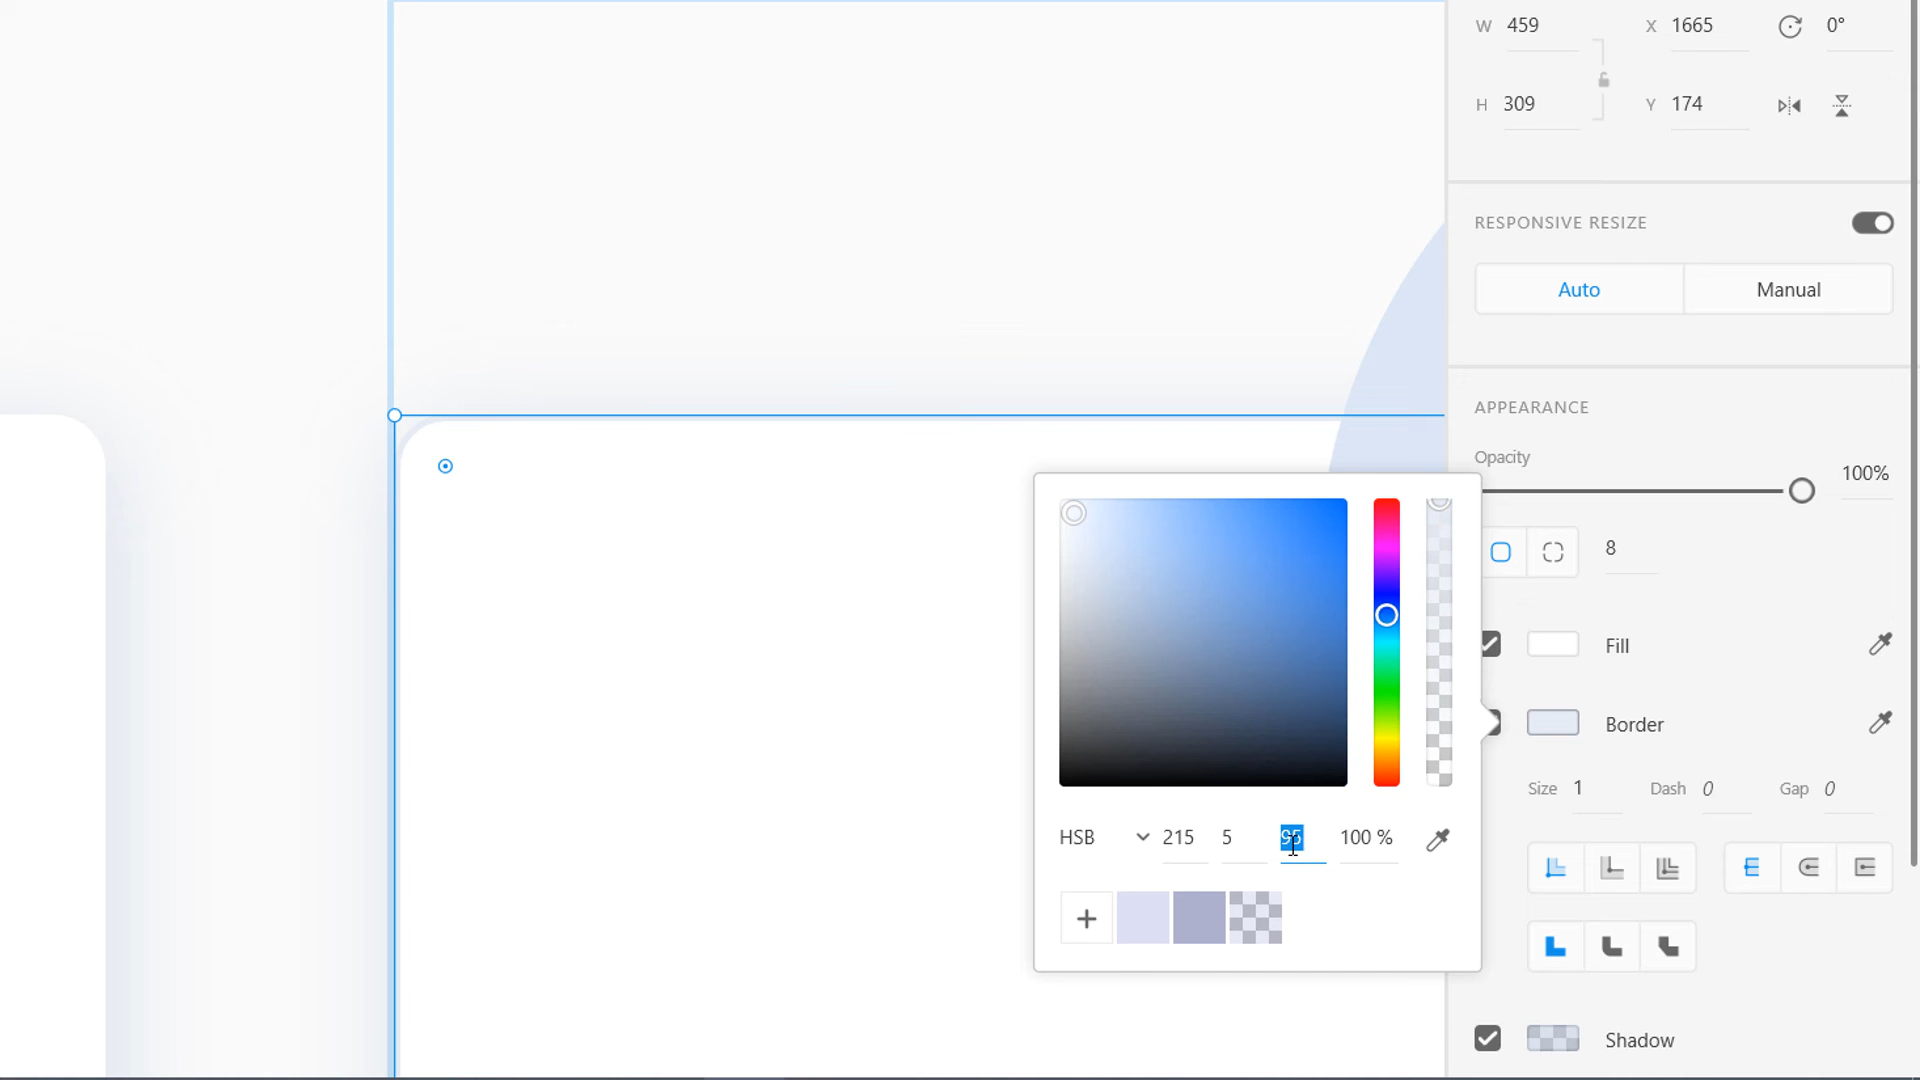 W 459 X 1665 0°
H 309 Y 174
RESPONSIVE RESIZE
Auto Manual
APPEARANCE
Opacity
100%
8
Fill
Border
Size 1 Dash 0 Gap 0
HSB 215 5 95 100 %
Shadow